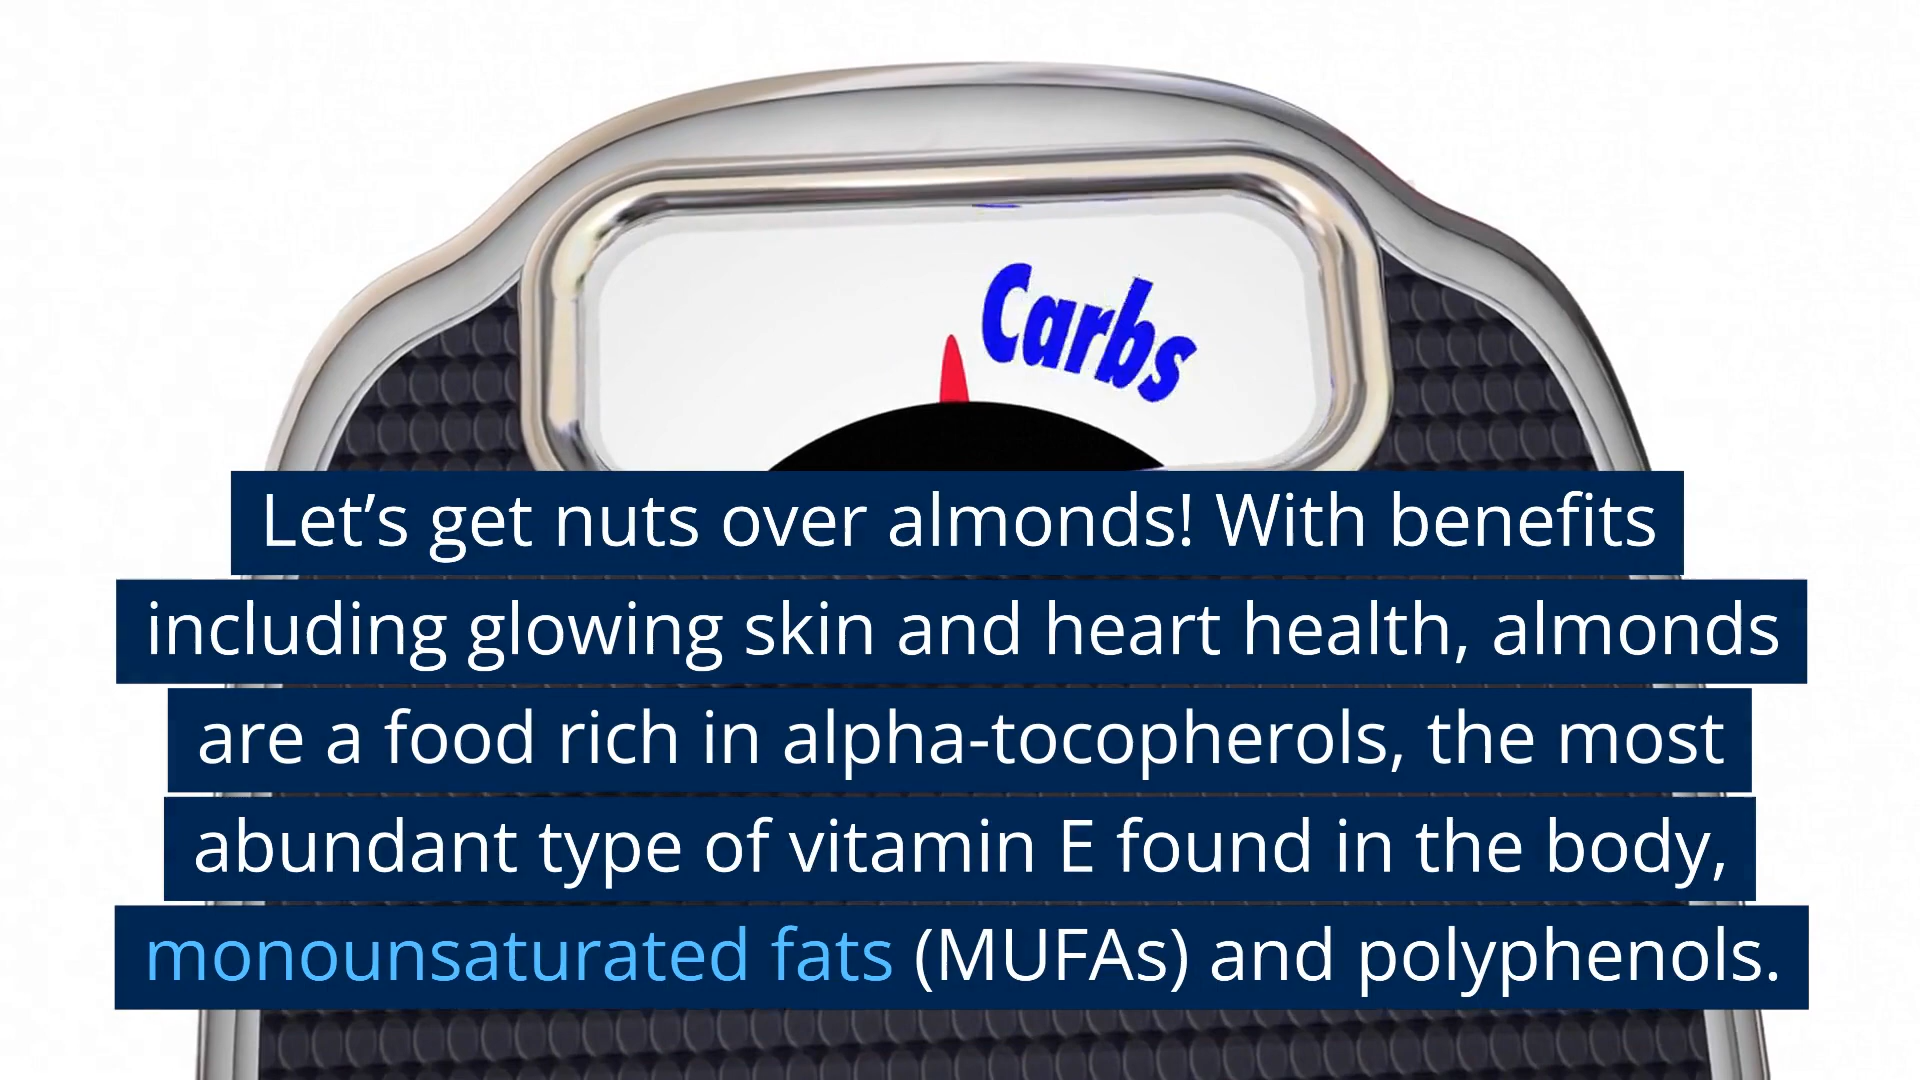 Carbs
Let’s get nuts over almonds! With benefits
including glowing skin and heart health, almonds
are a food rich in alpha-tocopherols, the most
abundant type of vitamin E found in the body,
monounsaturated fats (MUFAs) and polyphenols.